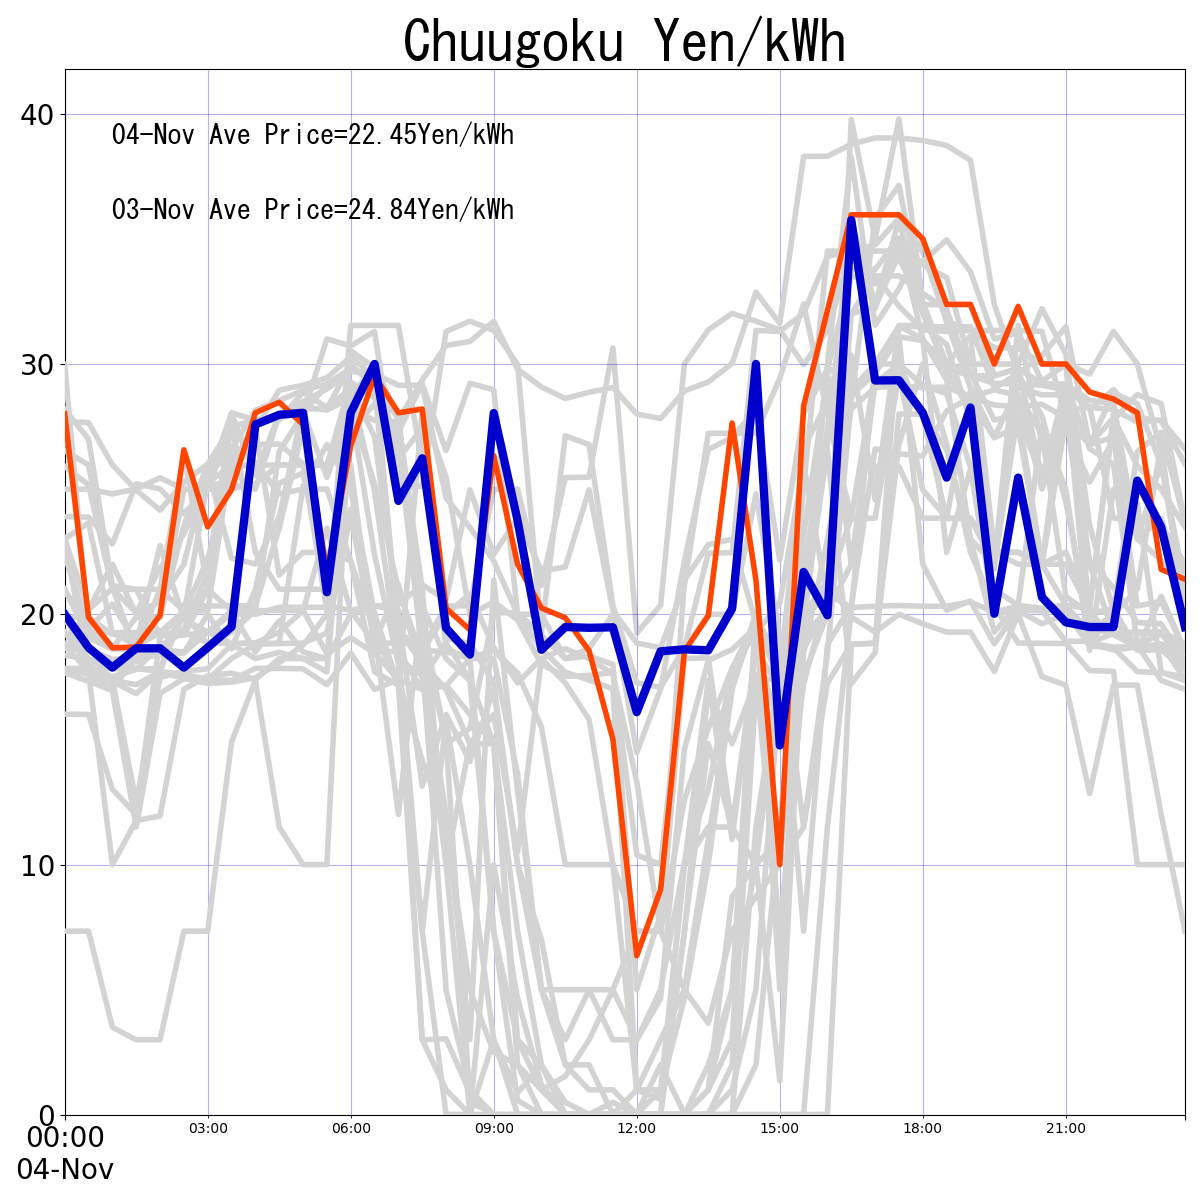 Chuugoku Yen/kWh
40
04-Nov Ave Price=22.45Yen/kWh
03-Nov Ave Price=24.84Yen/kWh
30
20
10
0
00:00 03:00 06:00 09:00 12:00 15:00 18:00 21:00
04-Nov